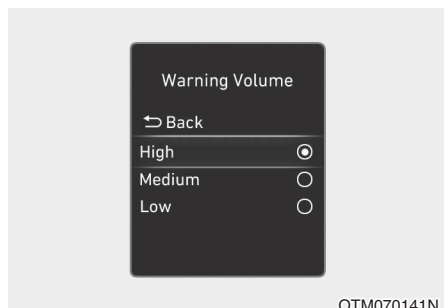 Warning Volume
Back
High
Medium
Low
OTM070141N